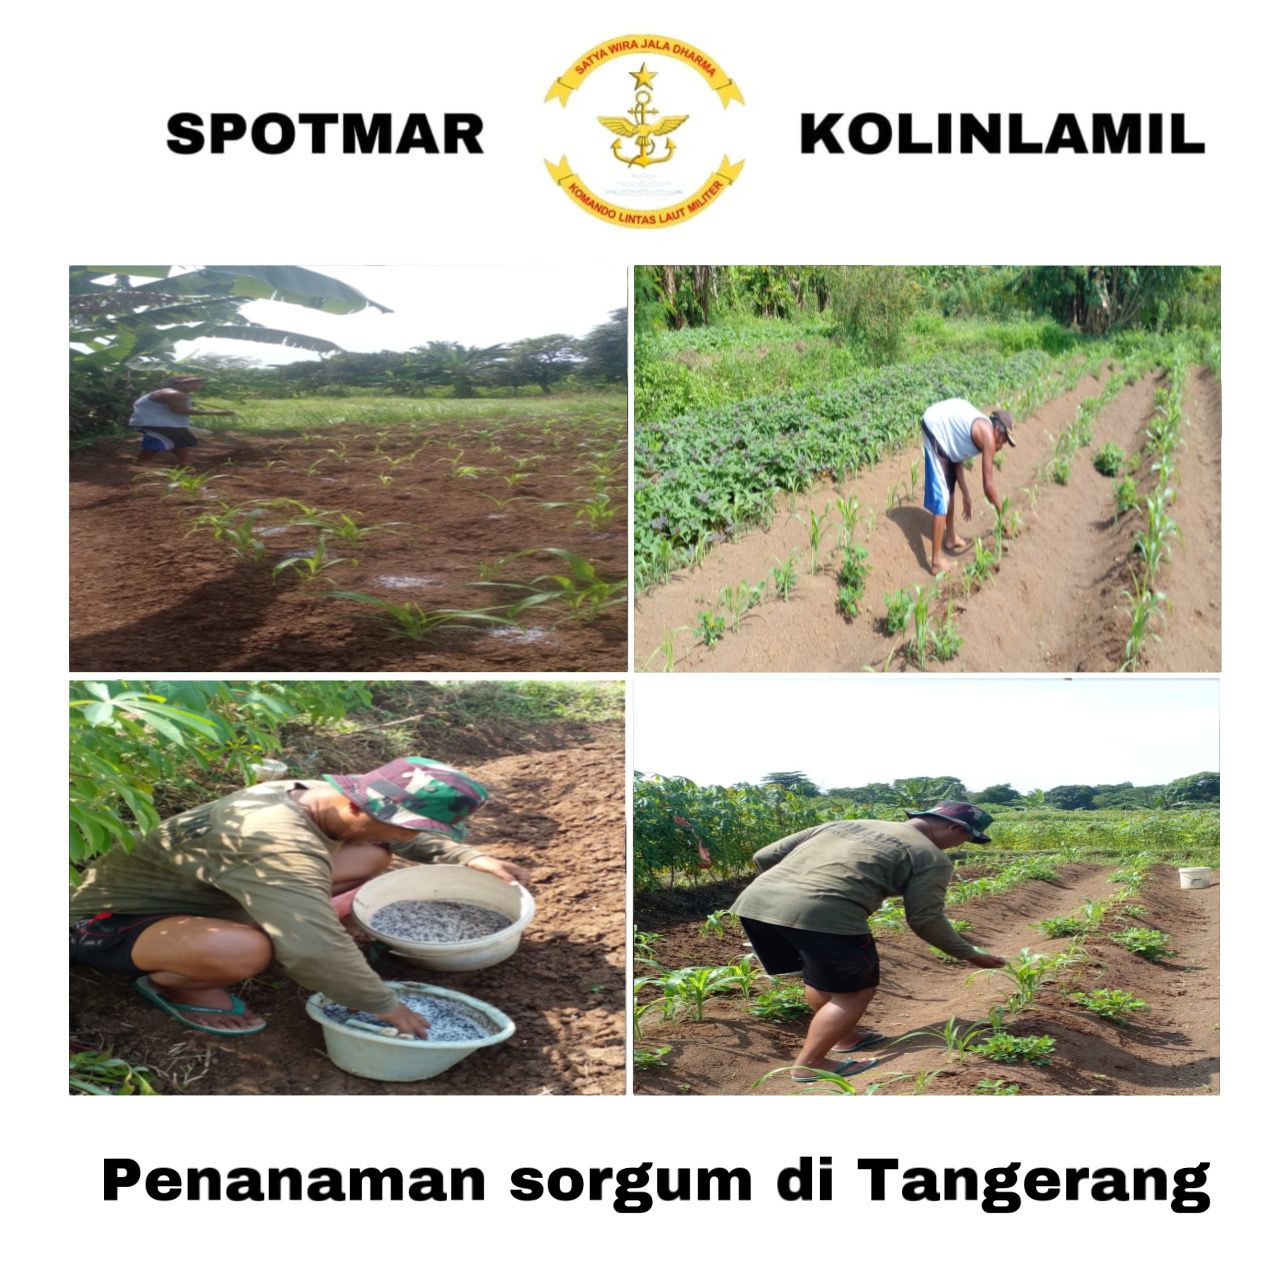 SATYA WIRA JALA DHARMA
SPOTMAR
KOLINLAMIL
KOMANDO LINTAS LAUT MILITER
Penanaman sorgum di Tangerang